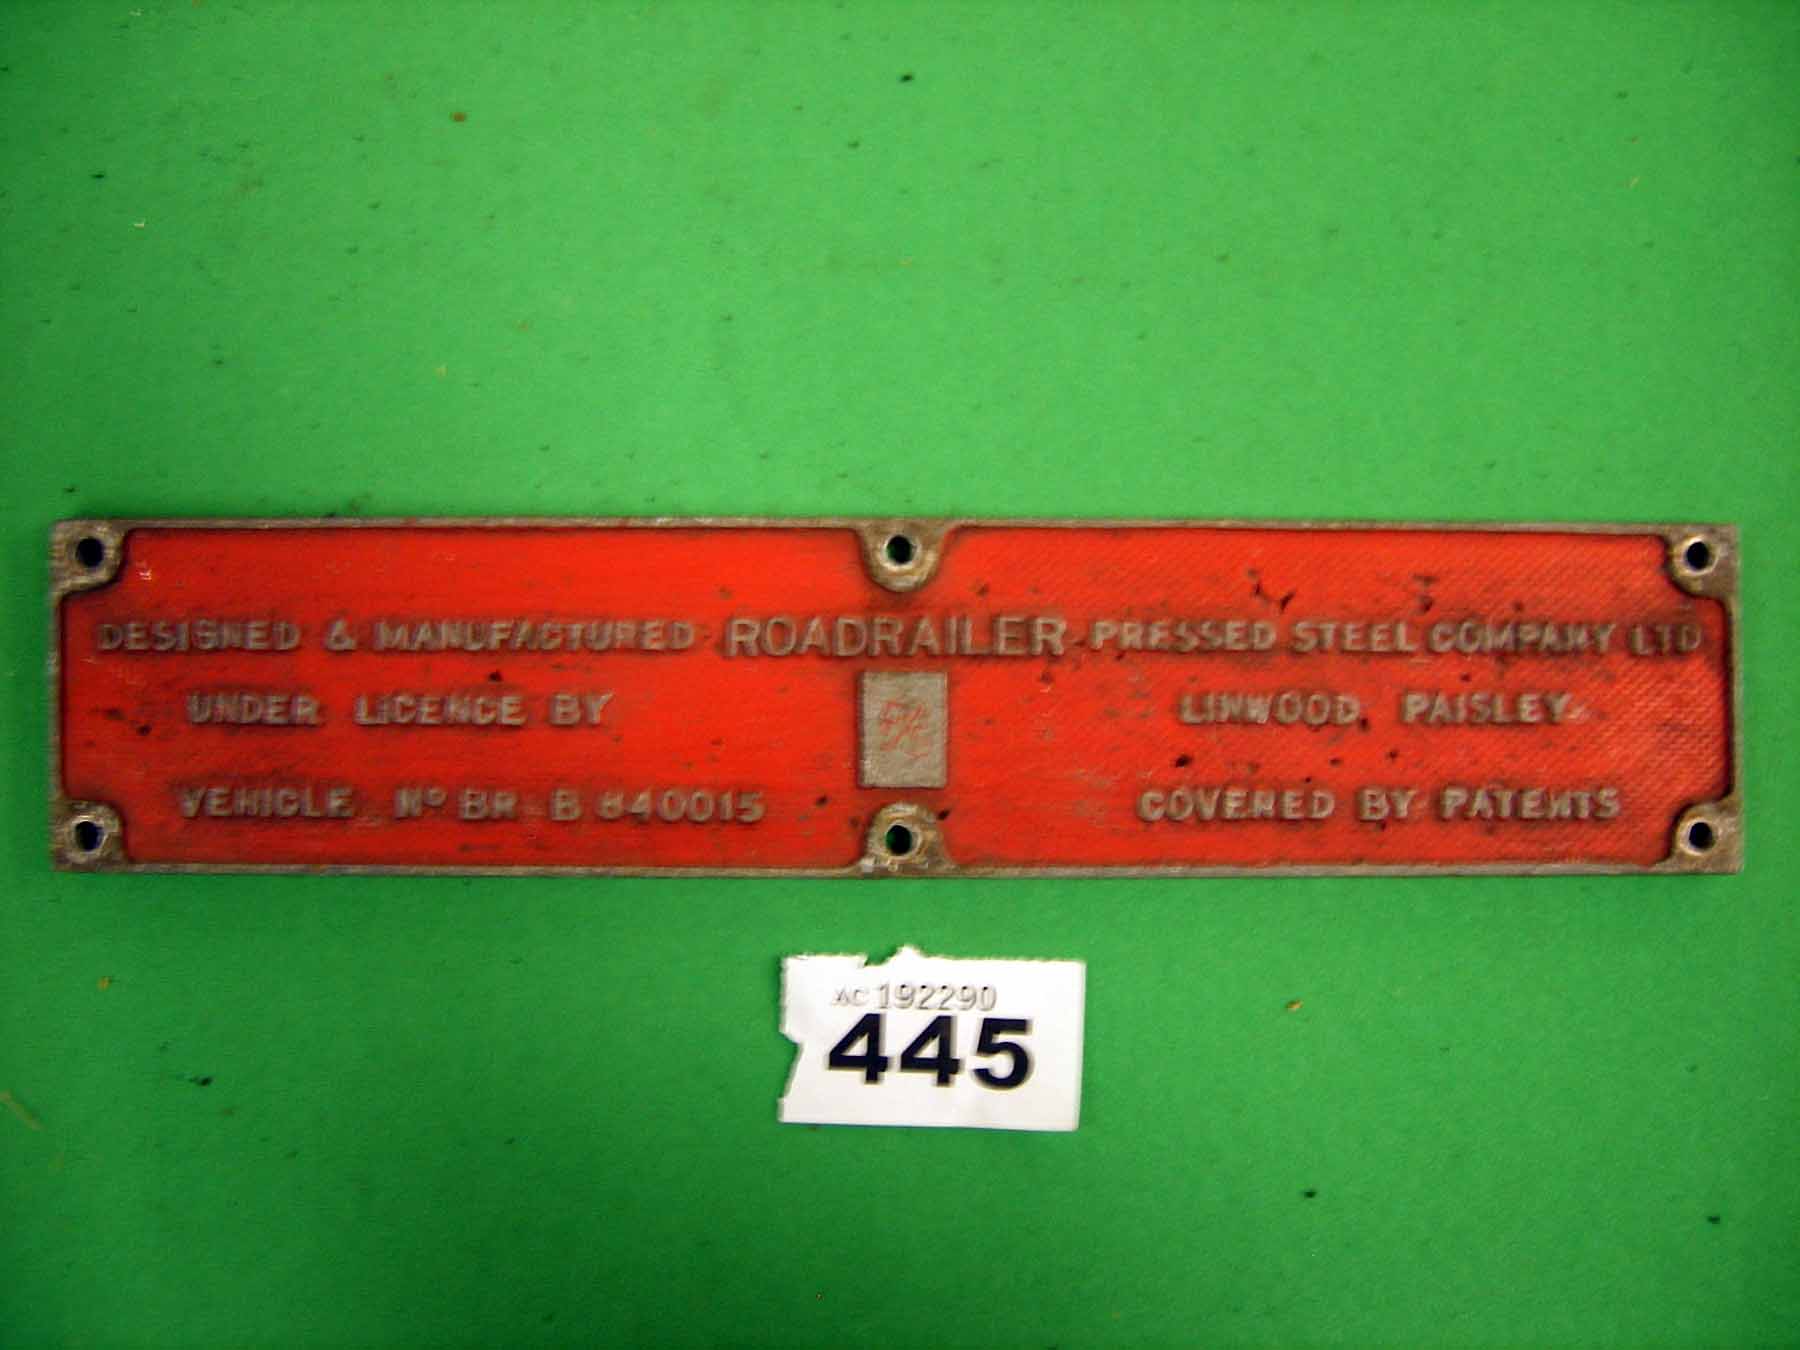 DESIGNED & MANUFACTURED ROADRAILER PRESSED STEEL COMPANY LTD
UNDER LICENCE BY LINWOOD PAISLEY
VEHICLE Nº BR B 840015 COVERED BY PATENTS
AC 192290
445